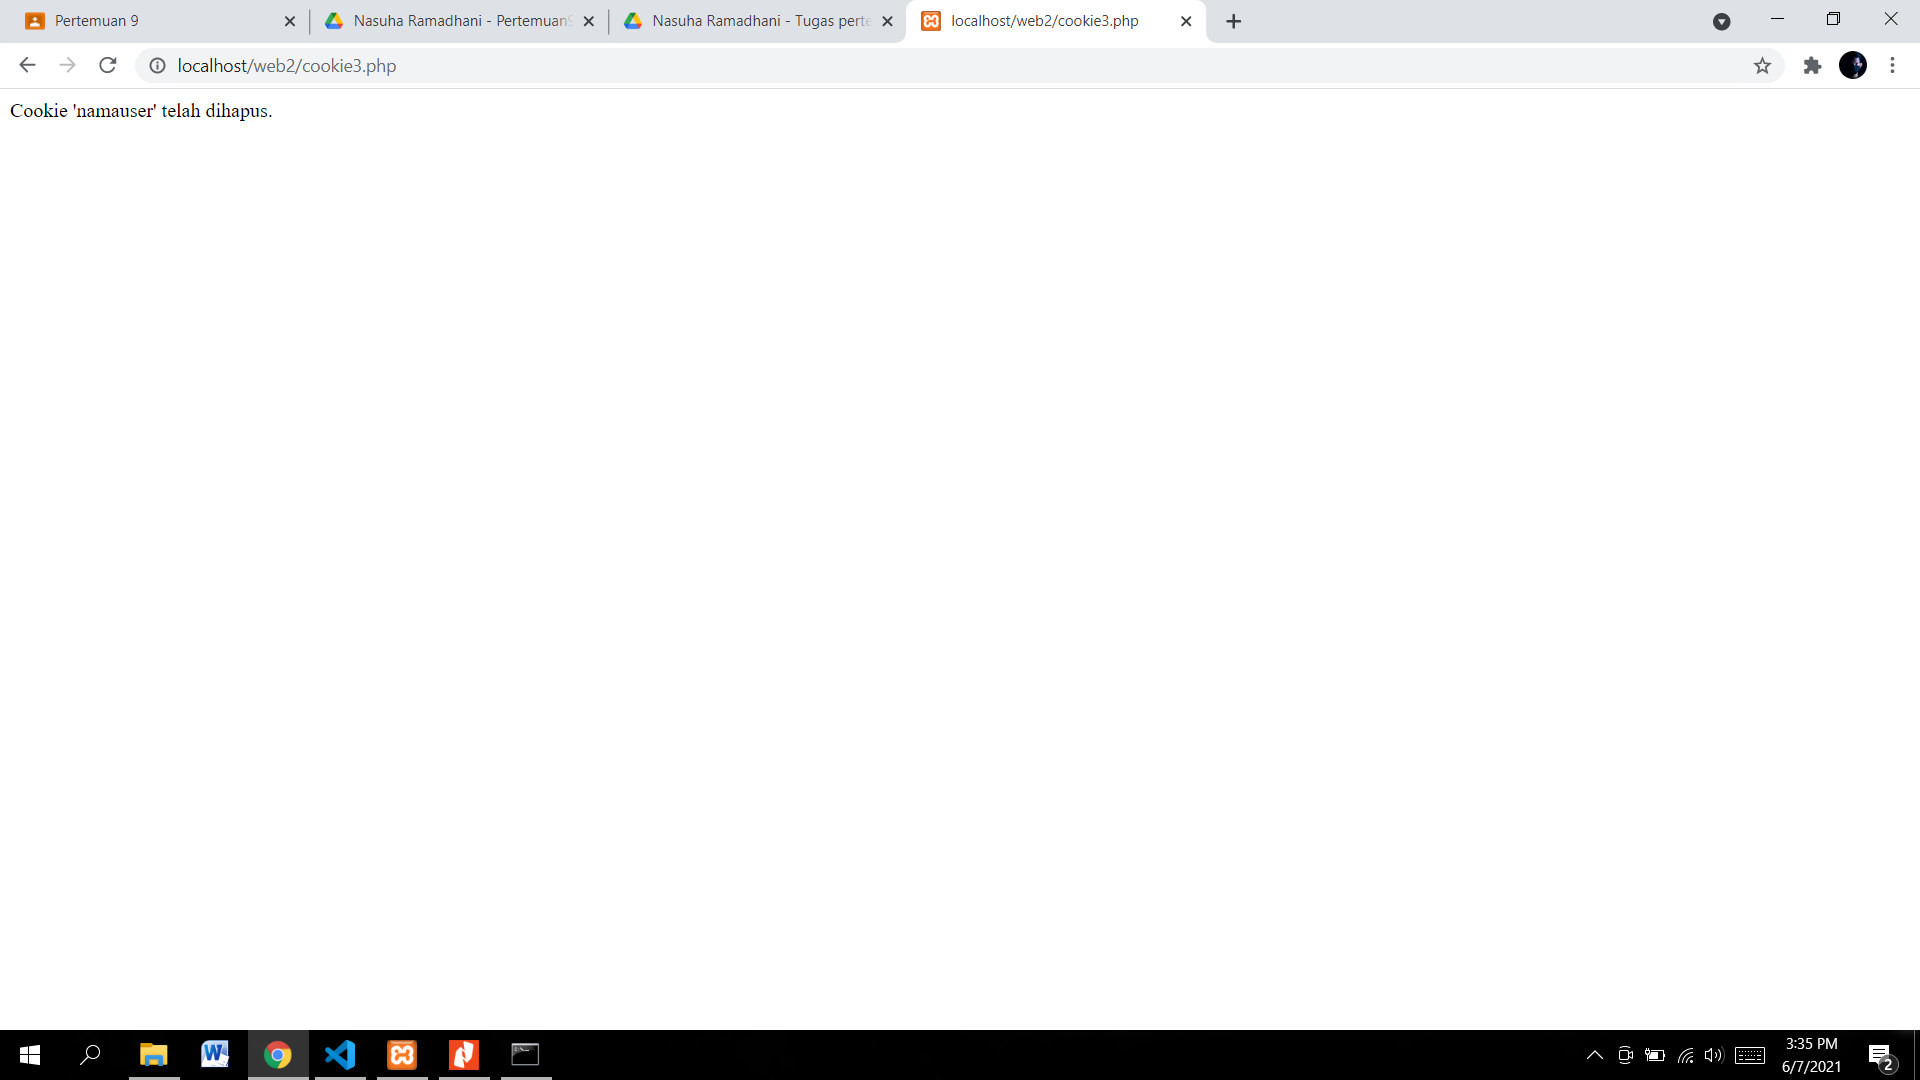 Pertemuan 9
Nasuha Ramadhani - Pertemuan9
Nasuha Ramadhani - Tugas perte
localhost/web2/cookie3.php
localhost/web2/cookie3.php
Cookie 'namauser' telah dihapus.
3:35 PM
6/7/2021
2